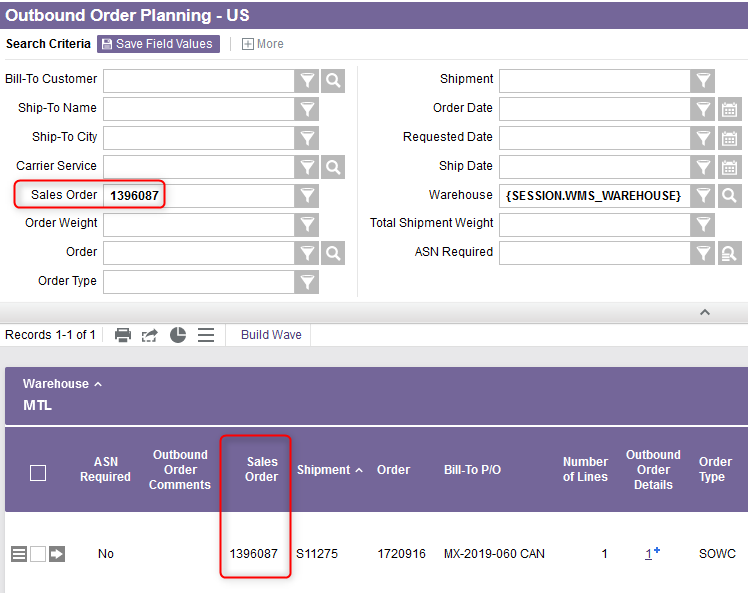 Outbound Order Planning - US
Search Criteria Save Field Values More
Bill-To Customer
Ship-To Name
Ship-To City
Carrier Service
Sales Order 1396087
Order Weight
Order
Order Type
Shipment
Order Date
Requested Date
Ship Date
Warehouse {SESSION.WMS_WAREHOUSE}
Total Shipment Weight
ASN Required
Records 1-1 of 1 Build Wave
Warehouse
MTL
ASN Required
Outbound Order Comments
Sales Order
Shipment
Order
Bill-To P/O
Number of Lines
Outbound Order Details
Order Type
No 1396087 S11275 1720916 MX-2019-060 CAN 1 1+ SOWC